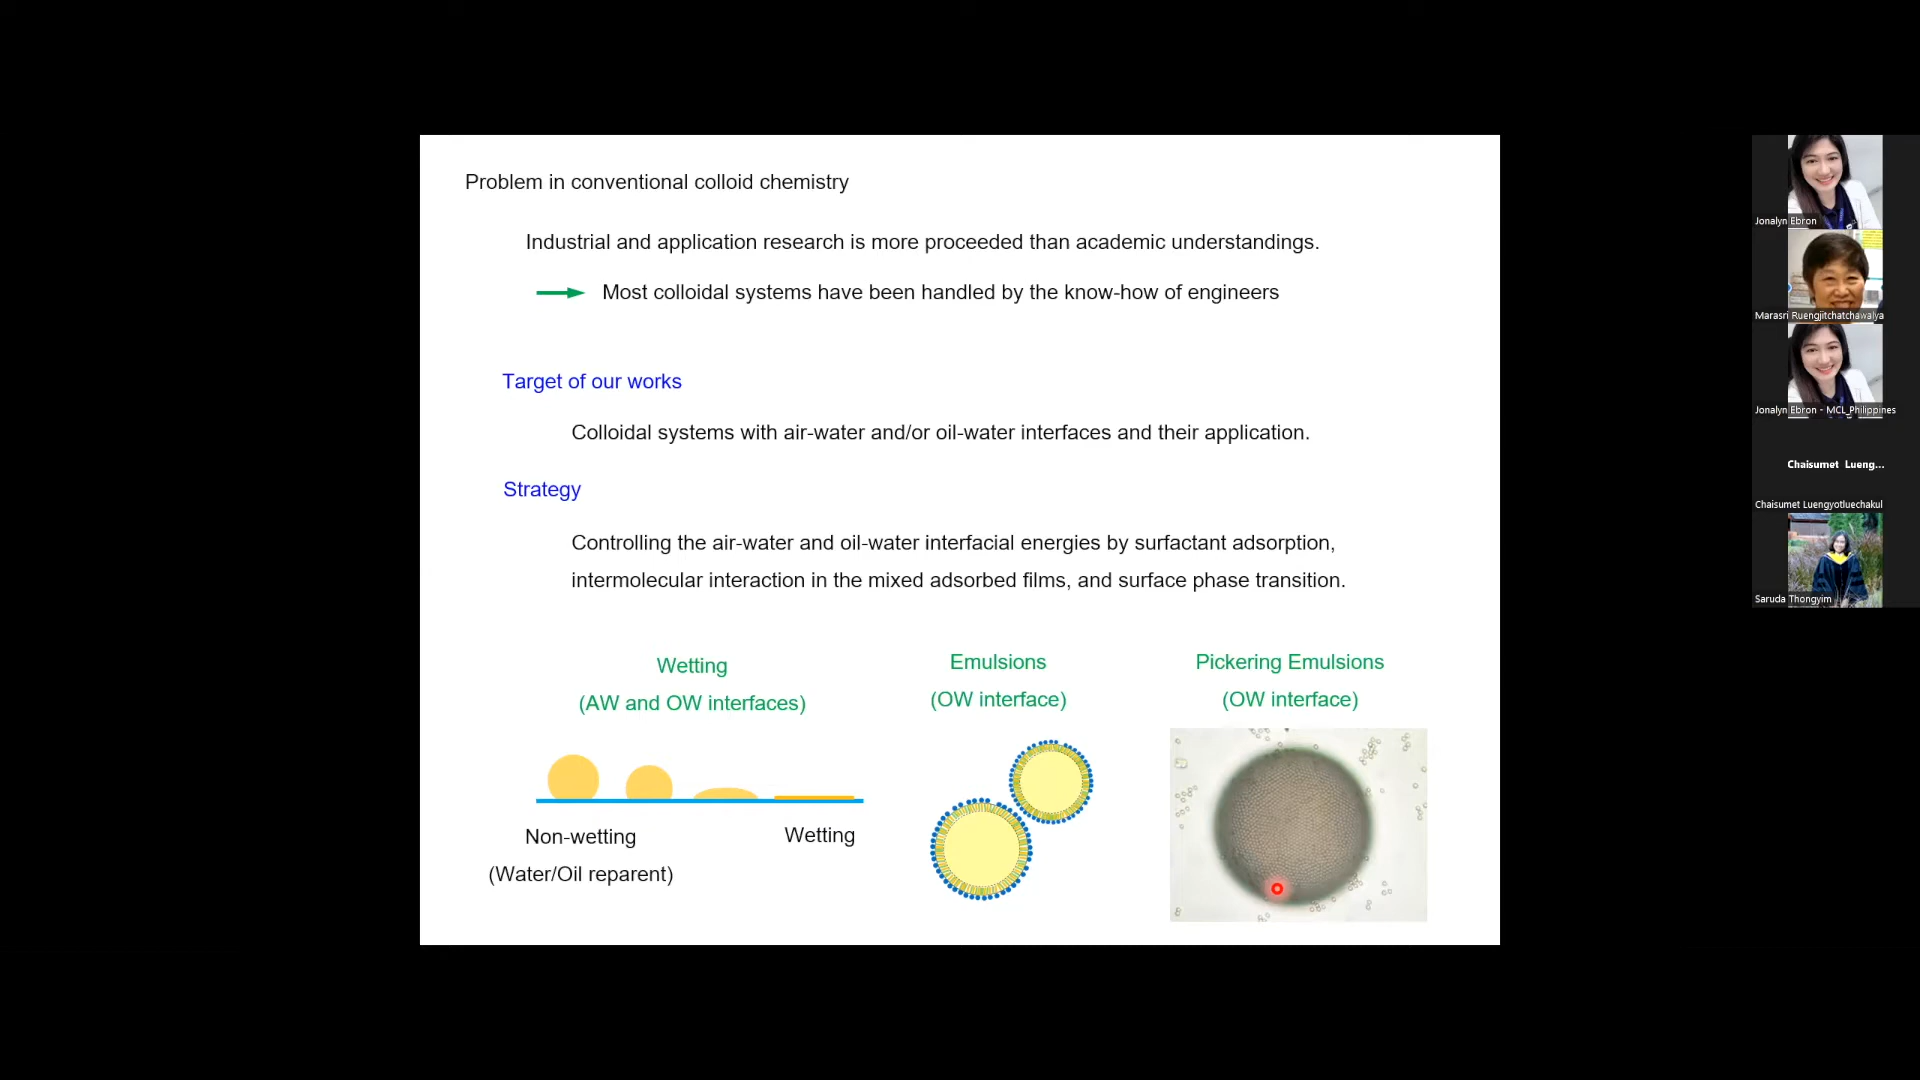 Problem in conventional colloid chemistry
Industrial and application research is more proceeded than academic understandings.
Most colloidal systems have been handled by the know-how of engineers
Target of our works
Colloidal systems with air-water and/or oil-water interfaces and their application.
Strategy
Controlling the air-water and oil-water interfacial energies by surfactant adsorption,
intermolecular interaction in the mixed adsorbed films, and surface phase transition.
Wetting
(AW and OW interfaces)
Non-wetting
(Water/Oil reparent)
Wetting
Emulsions
(OW interface)
Pickering Emulsions
(OW interface)
Jonalyn Ebron
Marasri Ruengjitchatchawalya
Jonalyn Ebron - MCL_Philippines
Chaisumet Lueng...
Chaisumet Luengyotluechakul
Saruda Thongyim